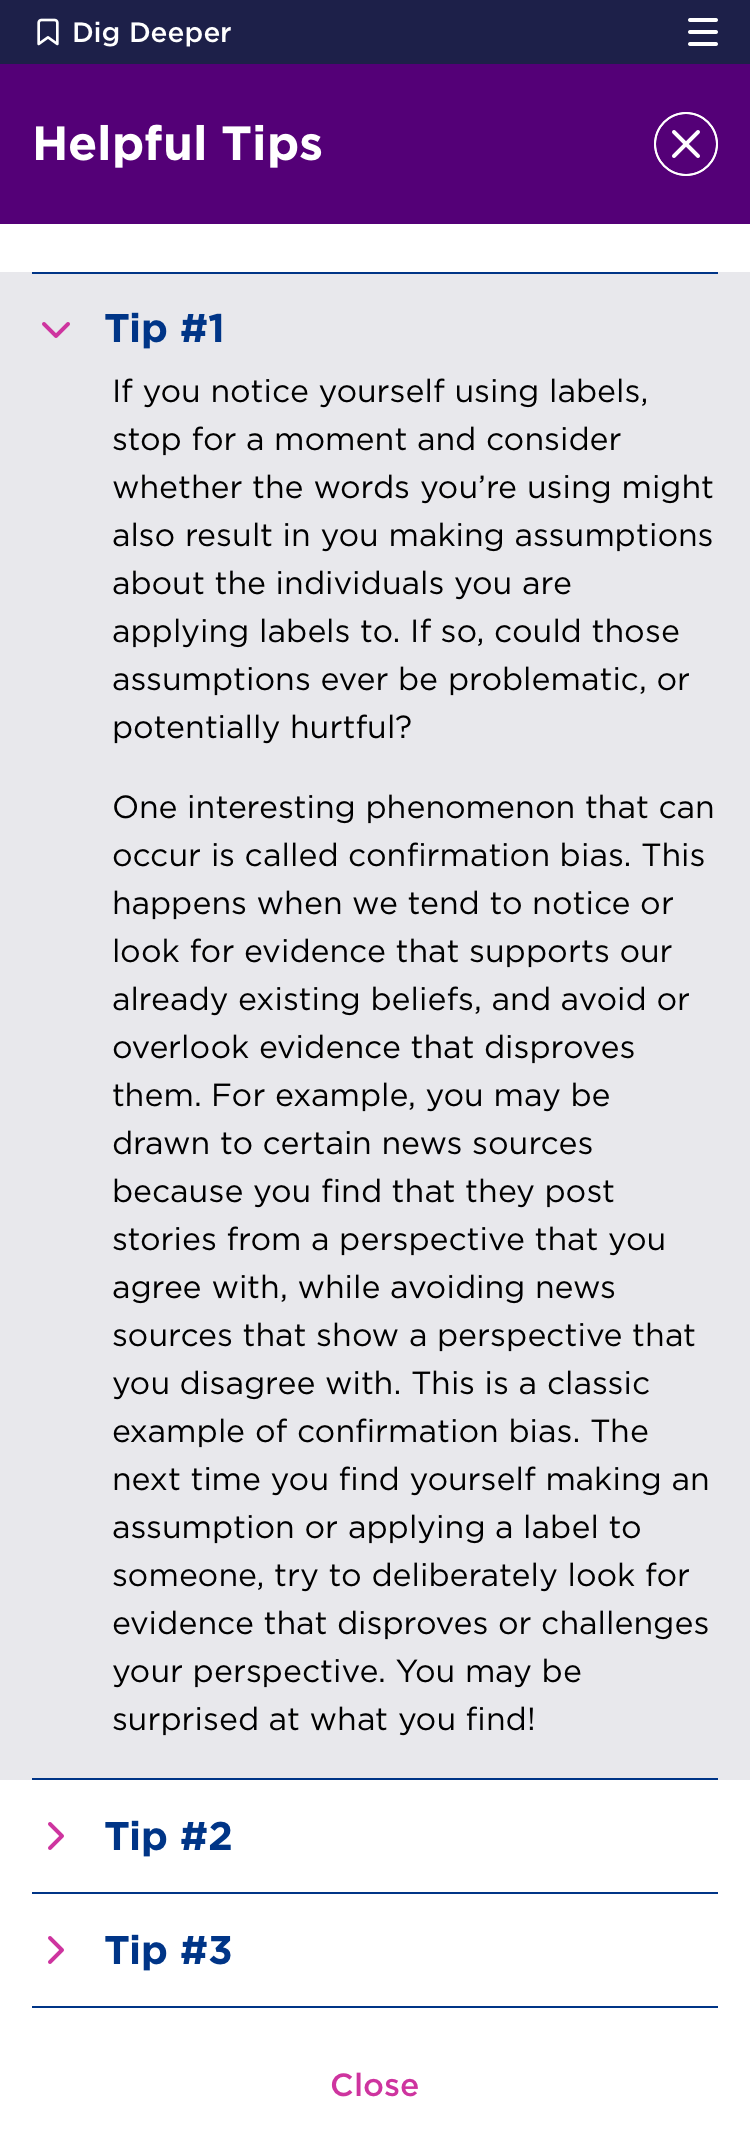 Dig Deeper
Helpful Tips
Tip #1
If you notice yourself using labels,
stop for a moment and consider
whether the words you’re using might
also result in you making assumptions
about the individuals you are
applying labels to. If so, could those
assumptions ever be problematic, or
potentially hurtful?
One interesting phenomenon that can
occur is called confirmation bias. This
happens when we tend to notice or
look for evidence that supports our
already existing beliefs, and avoid or
overlook evidence that disproves
them. For example, you may be
drawn to certain news sources
because you find that they post
stories from a perspective that you
agree with, while avoiding news
sources that show a perspective that
you disagree with. This is a classic
example of confirmation bias. The
next time you find yourself making an
assumption or applying a label to
someone, try to deliberately look for
evidence that disproves or challenges
your perspective. You may be
surprised at what you find!
Tip #2
Tip #3
Close